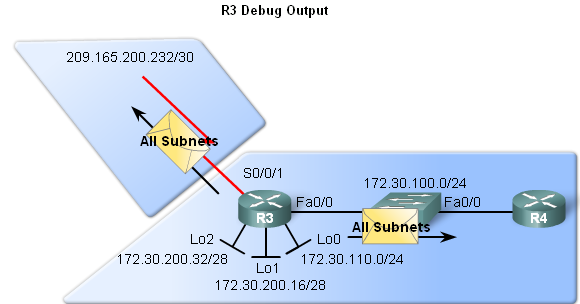 R3 Debug Output
209.165.200.232/30
All Subnets
S0/0/1
172.30.100.0/24
R3
Fa0/0
Fa0/0
R4
All Subnets
Lo2
Lo0
172.30.200.32/28
Lo1
172.30.110.0/24
172.30.200.16/28